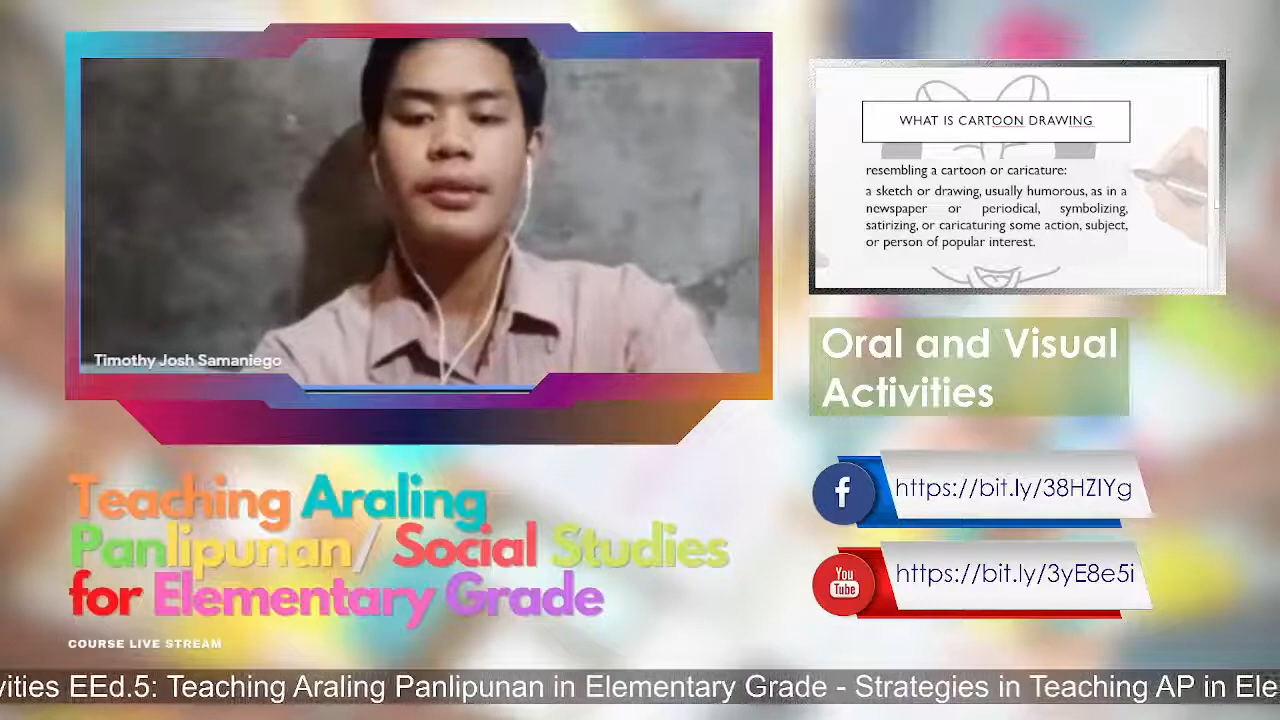 Timothy Josh Samaniego
Teaching Araling
Panlipunan/ Social Studies
for Elementary Grade
COURSE LIVE STREAM
WHAT IS CARTOON DRAWING
resembling a cartoon or caricature:
a sketch or drawing, usually humorous, as in a
newspaper or periodical, symbolizing,
satirizing, or caricaturing some action, subject,
or person of popular interest.
Oral and Visual
Activities
f
https://bit.ly/38HZIYg
You
Tube
https://bit.ly/3yE8e5i
vities EEd.5: Teaching Araling Panlipunan in Elementary Grade - Strategies in Teaching AP in Ele